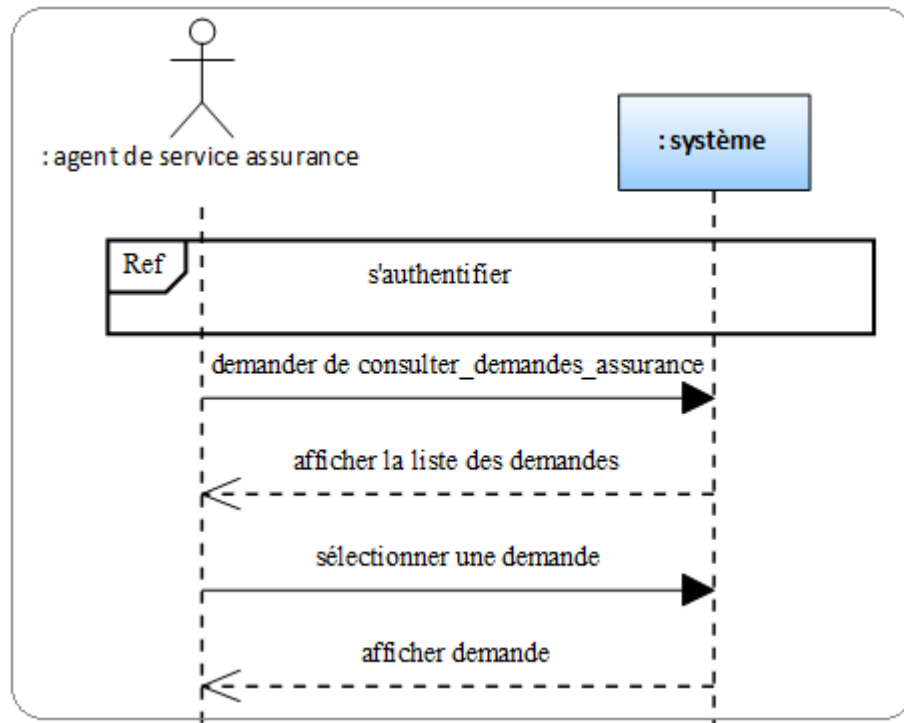 : agent de service assurance
: système
Ref
s'authentifier
demander de consulter_demandes_assurance
afficher la liste des demandes
sélectionner une demande
afficher demande